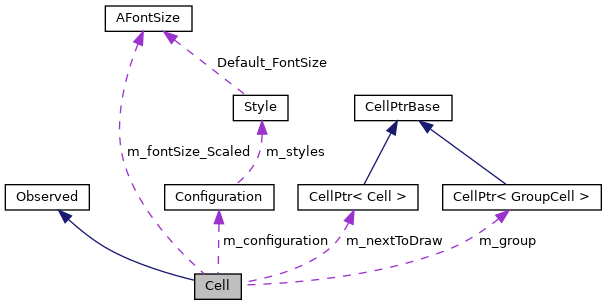 AFontSize
Default_FontSize
Style
CellPtrBase
m_fontSize_Scaled
m_styles
Observed
Configuration
CellPtr< Cell >
CellPtr< GroupCell >
m_configuration
m_nextToDraw
m_group
Cell